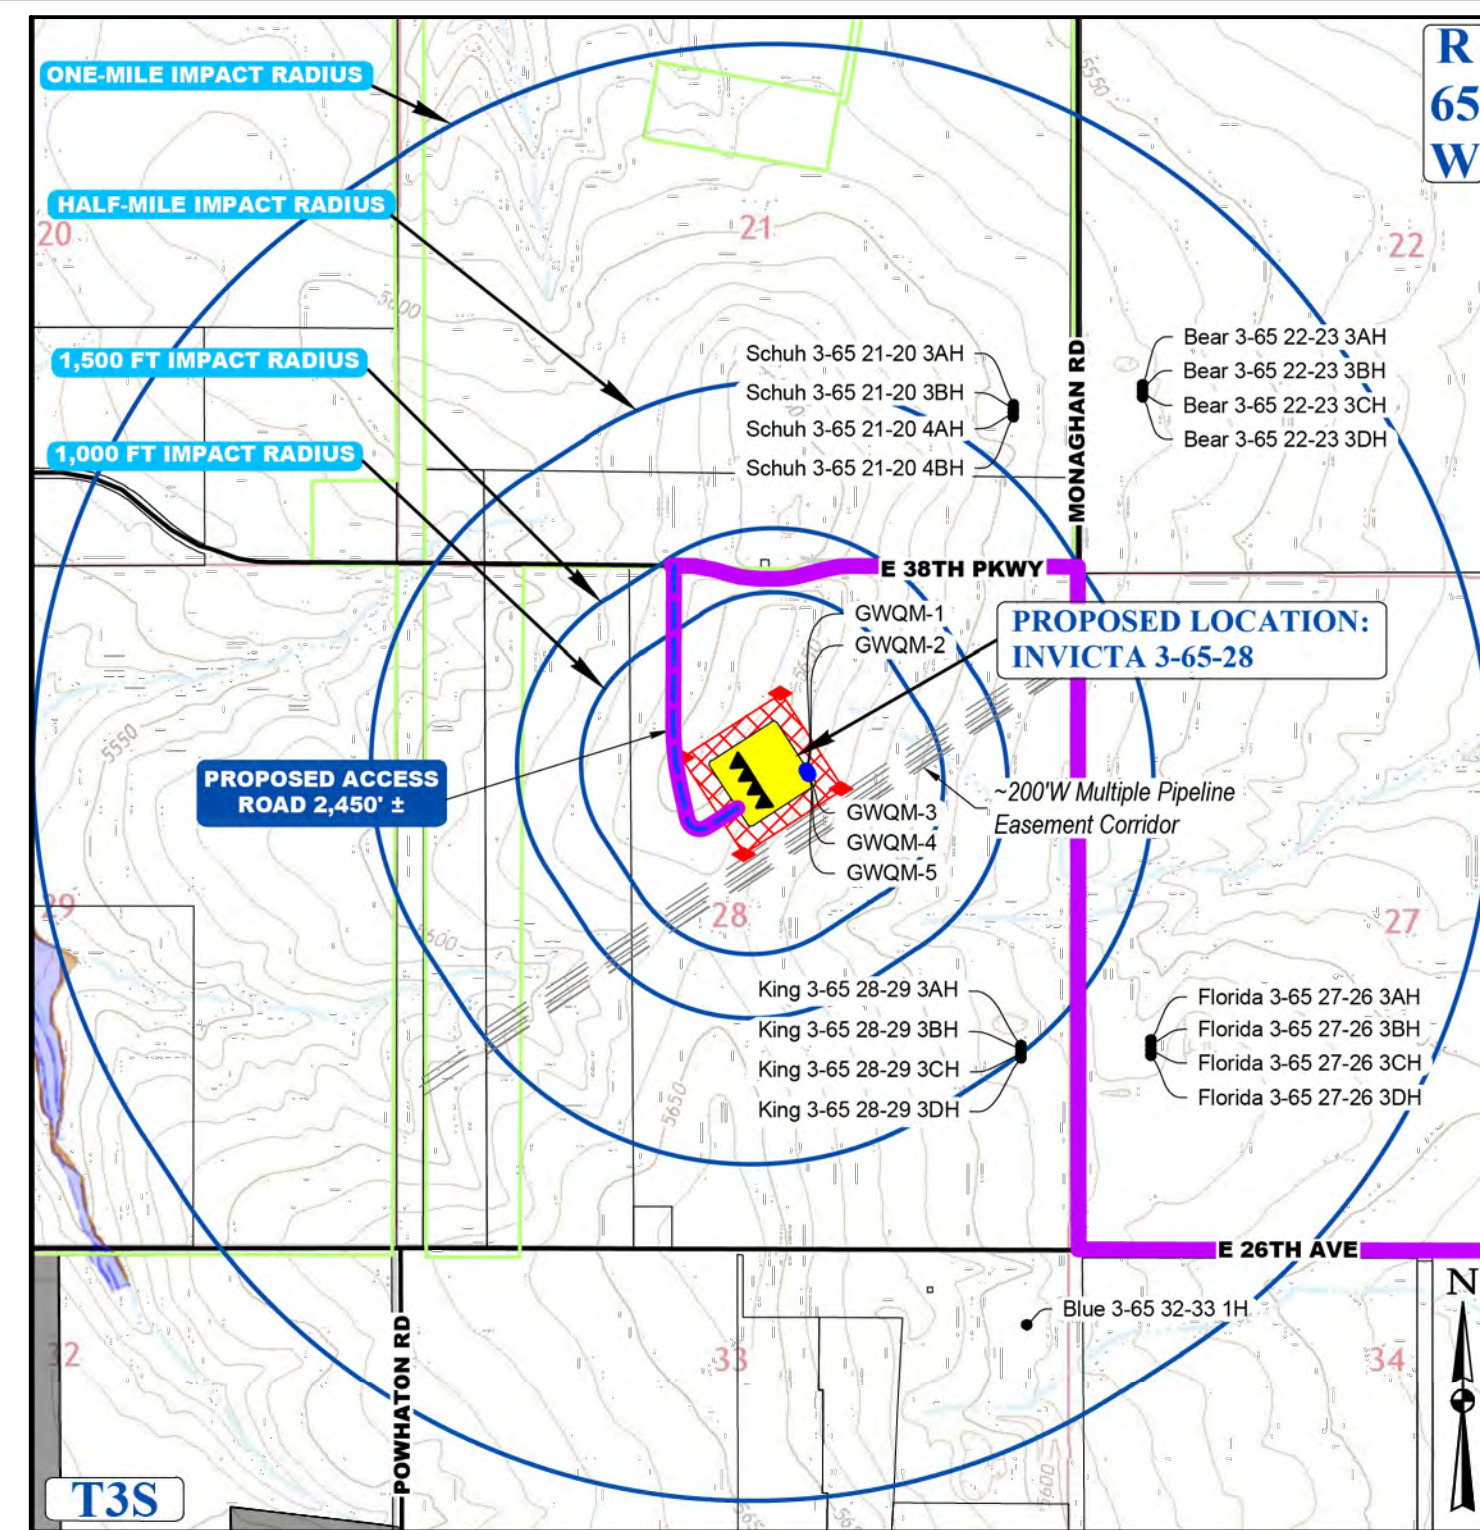 R
65
W
ONE-MILE IMPACT RADIUS
5550
HALF-MILE IMPACT RADIUS
20
21
22
5600
1,500 FT IMPACT RADIUS
1,000 FT IMPACT RADIUS
Schuh 3-65 21-20 3AH
Schuh 3-65 21-20 3BH
Schuh 3-65 21-20 4AH
Schuh 3-65 21-20 4BH
MONAGHAN RD
Bear 3-65 22-23 3AH
Bear 3-65 22-23 3BH
Bear 3-65 22-23 3CH
Bear 3-65 22-23 3DH
E 38TH PKWY
GWQM-1
GWQM-2
PROPOSED LOCATION:
INVICTA 3-65-28
5550
PROPOSED ACCESS
ROAD 2,450' ±
~200'W Multiple Pipeline
Easement Corridor
GWQM-3
GWQM-4
GWQM-5
29
28
27
5600
King 3-65 28-29 3AH
King 3-65 28-29 3BH
King 3-65 28-29 3CH
King 3-65 28-29 3DH
5650
Florida 3-65 27-26 3AH
Florida 3-65 27-26 3BH
Florida 3-65 27-26 3CH
Florida 3-65 27-26 3DH
E 26TH AVE
N
Blue 3-65 32-33 1H
32
33
34
POWHATON RD
5600
T3S